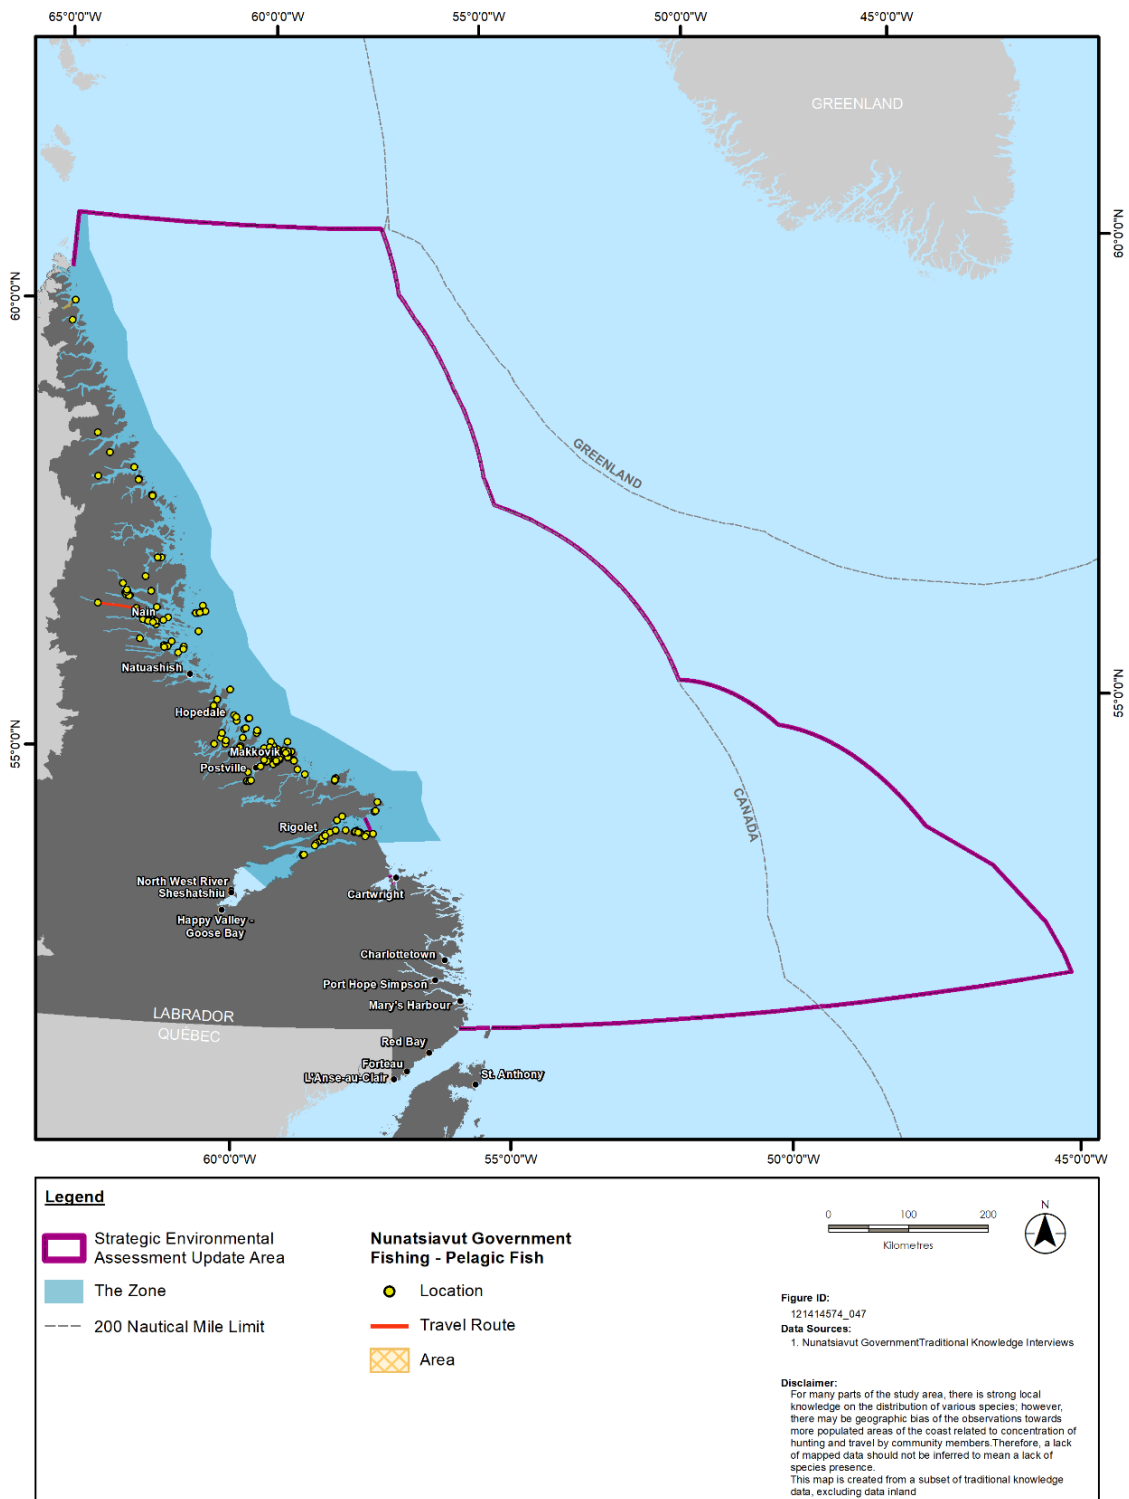 65°0'0"W 60°0'0"W 55°0'0"W 50°0'0"W 45°0'0"W
GREENLAND
60°0'0"N
60°0'0"N
GREENLAND
Nain
Natuashish
55°0'0"N
Hopedale
55°0'0"N
Makkovik
Postville
CANADA
Rigolet
North West River
Sheshatshiu
Cartwright
Happy Valley -
Goose Bay
Charlottetown
Port Hope Simpson
Mary's Harbour
LABRADOR
QUÉBEC
Red Bay
Forteau
L'Anse-au-Clair
St. Anthony
60°0'0"W 55°0'0"W 50°0'0"W 45°0'0"W
Legend
Strategic Environmental
Assessment Update Area
The Zone
200 Nautical Mile Limit
Nunatsiavut Government
Fishing - Pelagic Fish
Location
Travel Route
Area
0 100 200
Kilometres
N
Figure ID:
121414574_047
Data Sources:
1. Nunatsiavut GovernmentTraditional Knowledge Interviews
Disclaimer:
For many parts of the study area, there is strong local
knowledge on the distribution of various species; however,
there may be geographic bias of the observations towards
more populated areas of the coast related to concentration of
hunting and travel by community members.Therefore, a lack
of mapped data should not be inferred to mean a lack of
species presence.
This map is created from a subset of traditional knowledge
data, excluding data inland